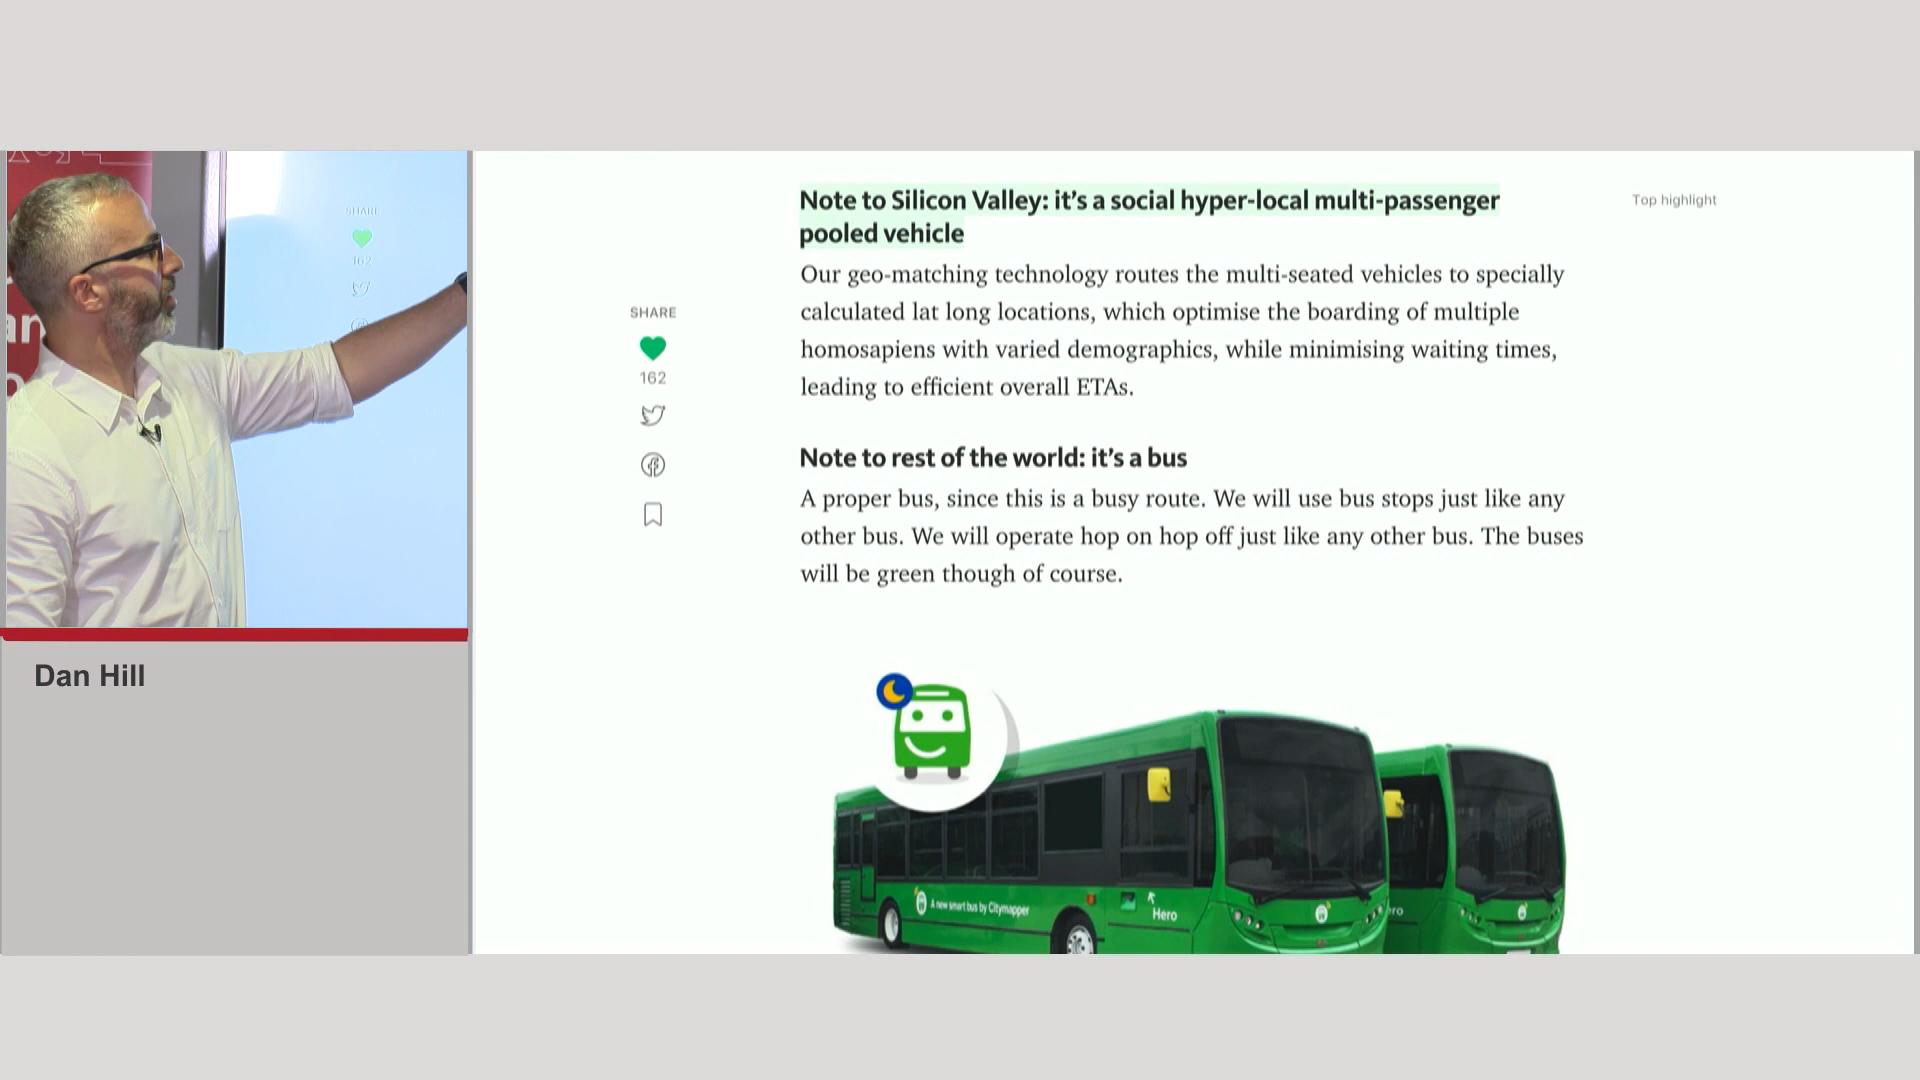 SHARE
162
an
Dan Hill
SHARE
162
Note to Silicon Valley: it's a social hyper-local multi-passenger
pooled vehicle
Top highlight
Our geo-matching technology routes the multi-seated vehicles to specially
calculated lat long locations, which optimise the boarding of multiple
homosapiens with varied demographics, while minimising waiting times,
leading to efficient overall ETAs.
Note to rest of the world: it's a bus
A proper bus, since this is a busy route. We will use bus stops just like any
other bus. We will operate hop on hop off just like any other bus. The buses
will be green though of course.
A new smart bus by Citymapper
Hero
ro